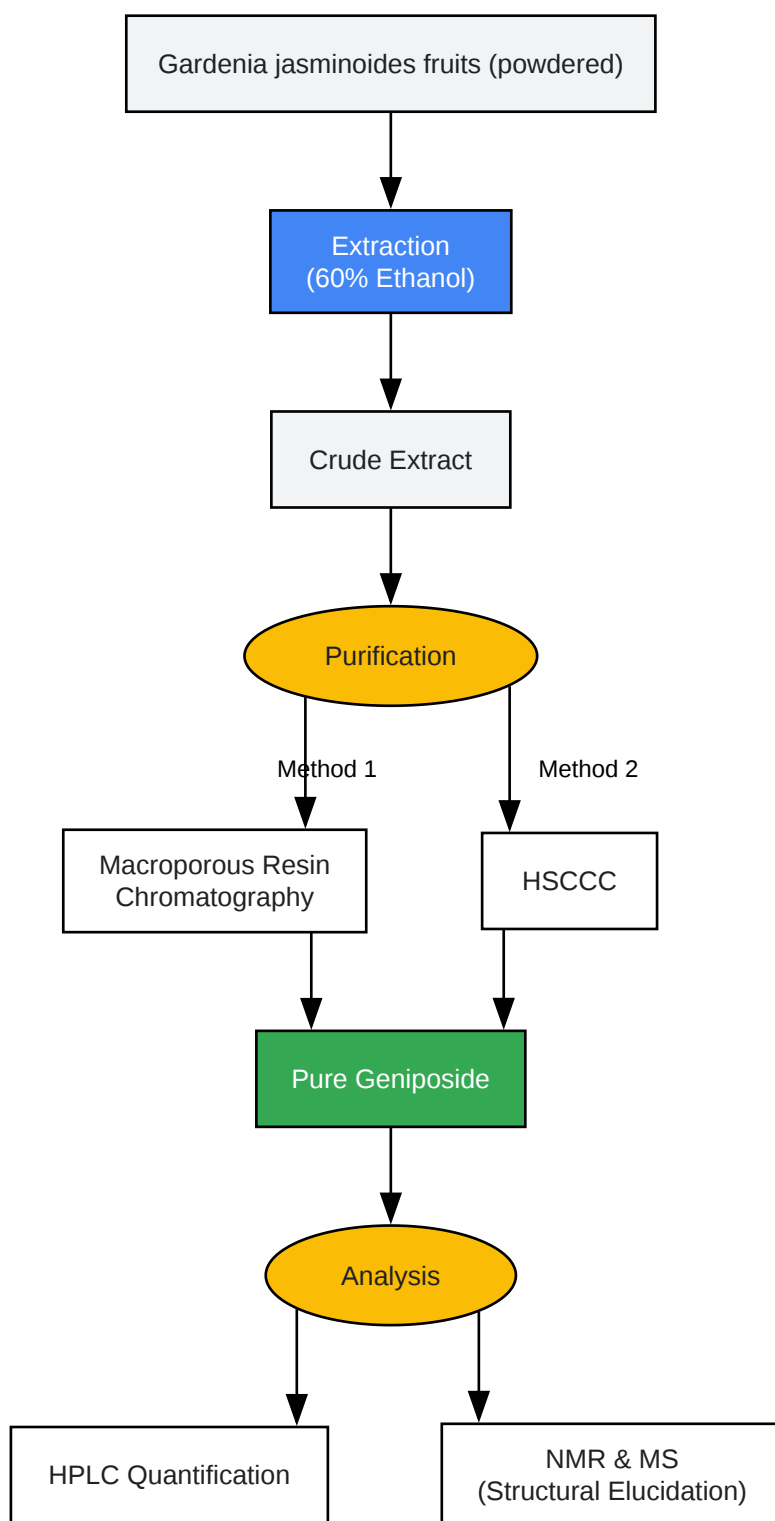 Gardenia jasminoides fruits (powdered)
Extraction
(60% Ethanol)
Crude Extract
Purification
Method 1
Method 2
Macroporous Resin
Chromatography
HSCCC
Pure Geniposide
Analysis
HPLC Quantification
NMR & MS
(Structural Elucidation)